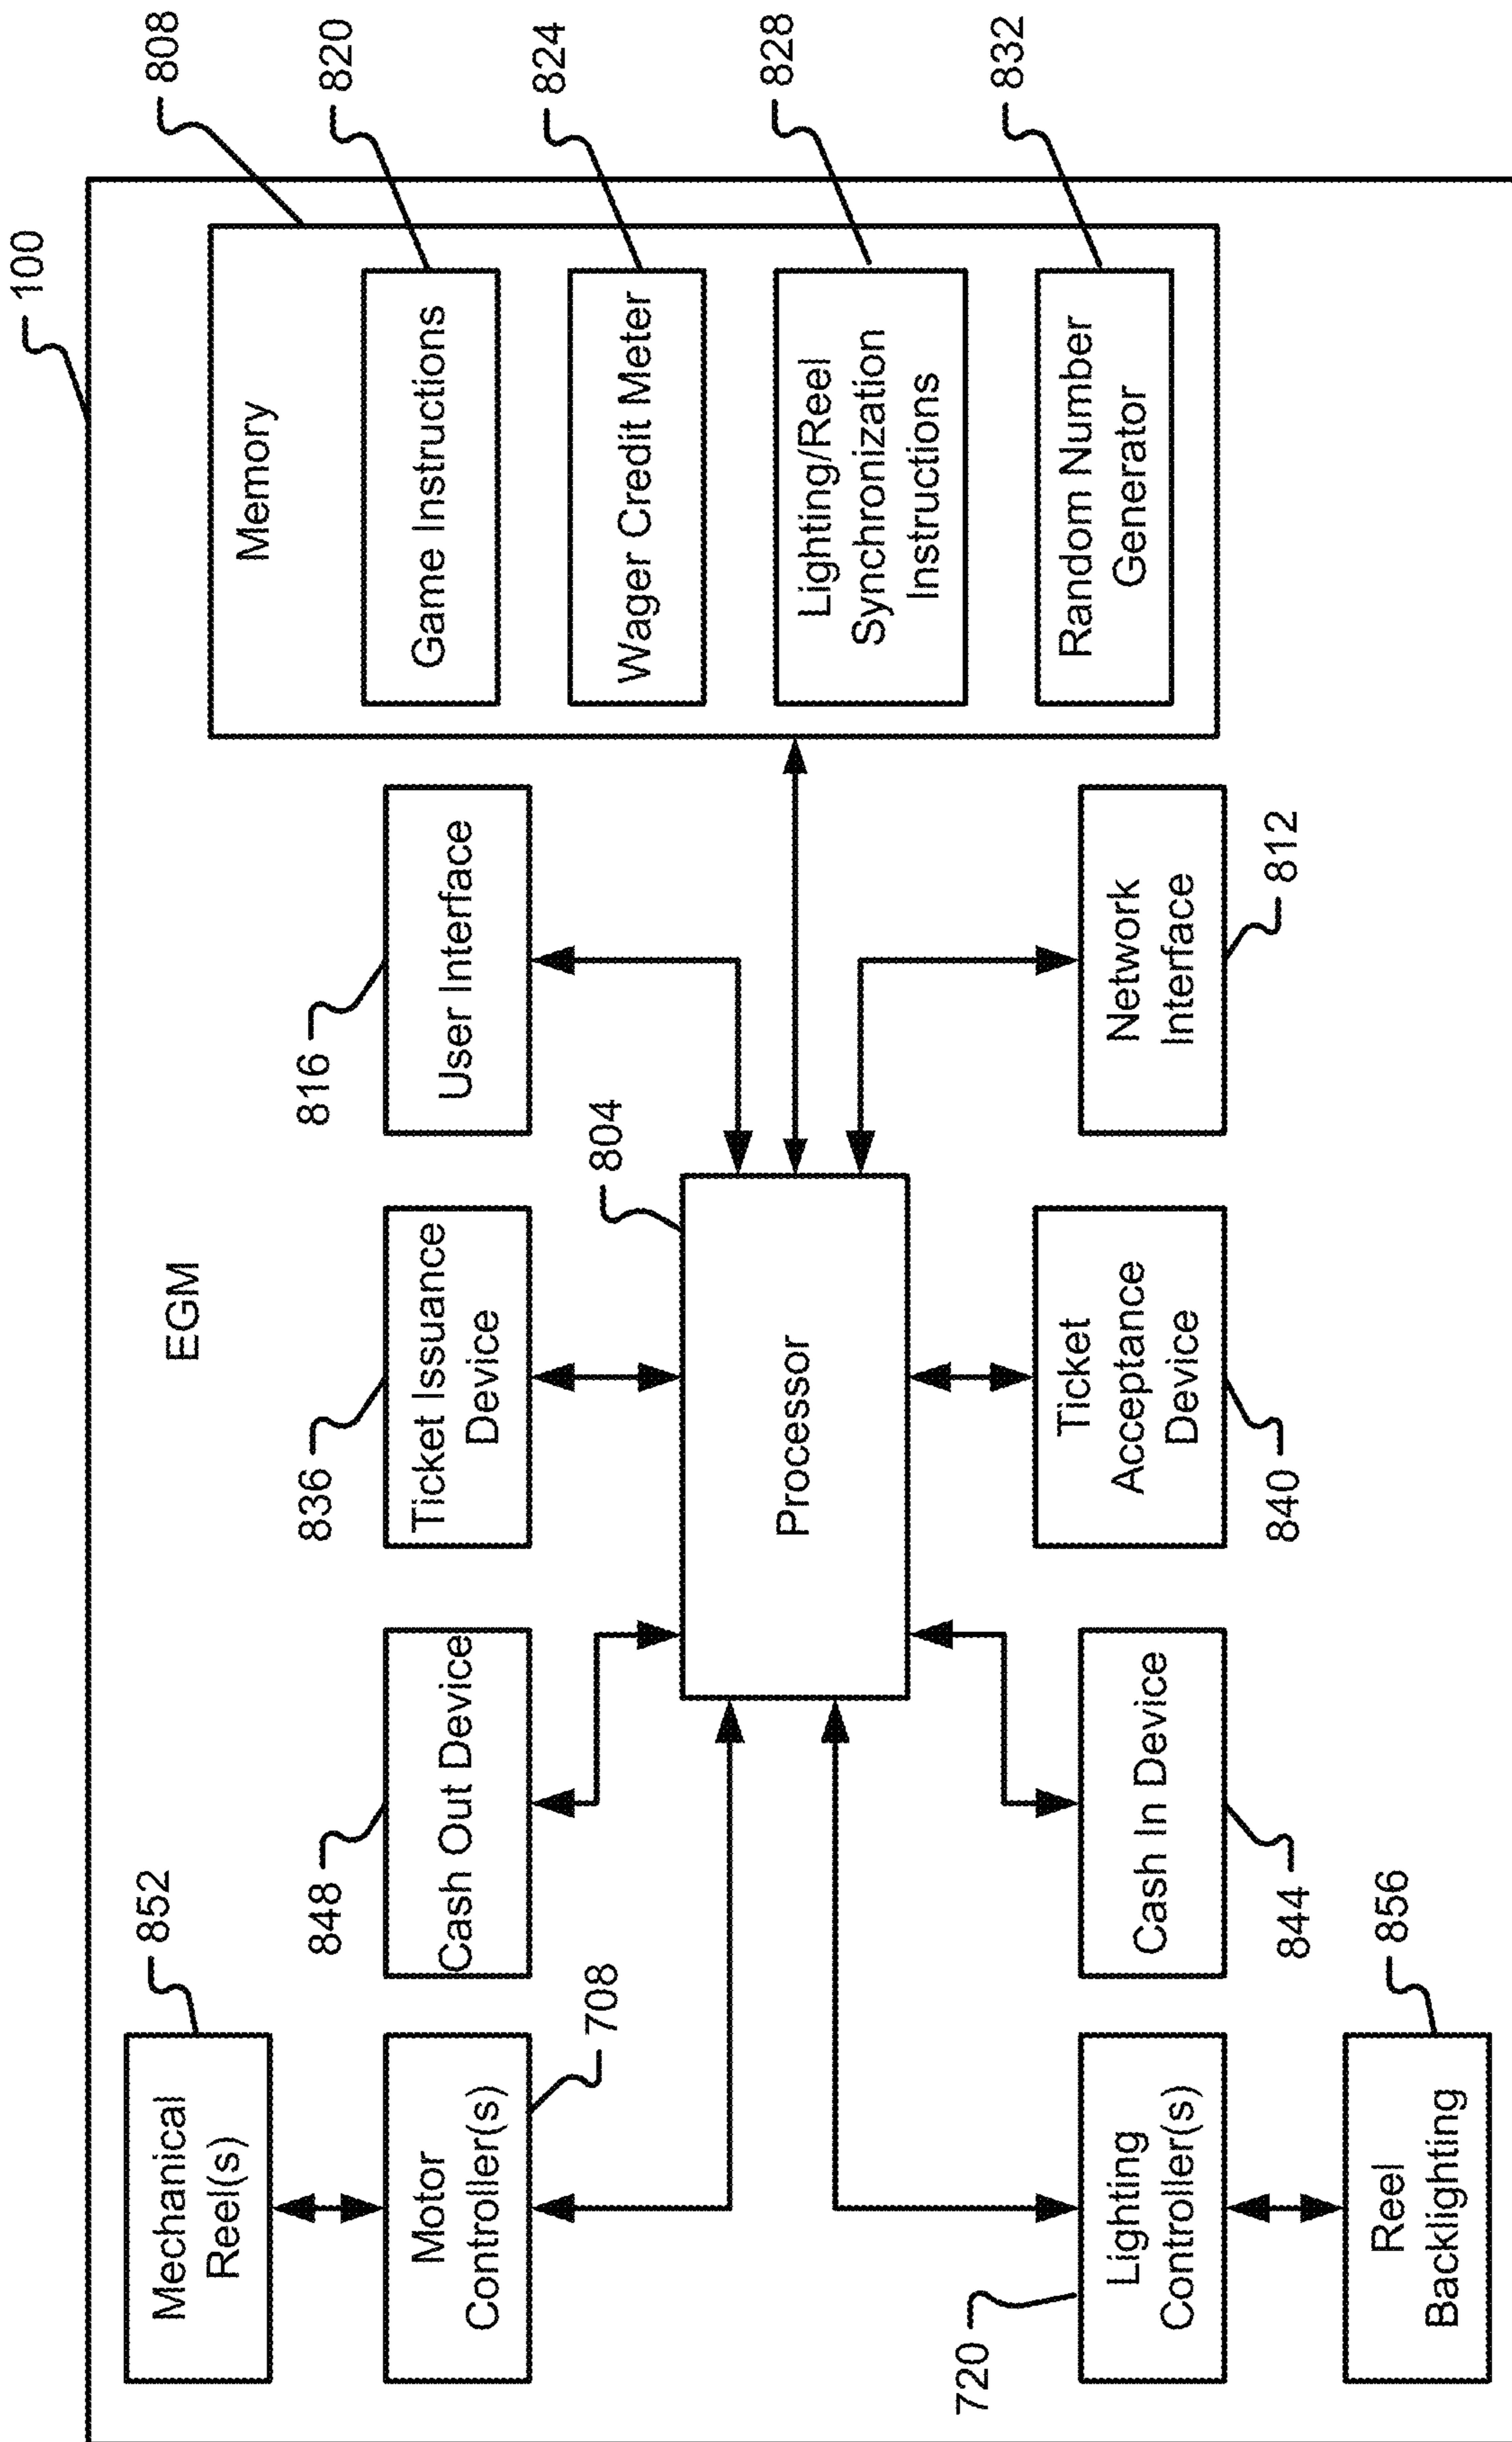 100
EGM
852
Mechanical
Reel(s)
Motor
Controller(s)
708
848
Cash Out Device
836
Ticket Issuance
Device
816
User Interface
804
Processor
720
Lighting
Controller(s)
Reel
Backlighting
856
Cash In Device
844
Ticket
Acceptance
Device
840
Network
Interface
812
Memory
808
Game Instructions
820
Wager Credit Meter
824
Lighting/Reel
Synchronization
Instructions
828
Random Number
Generator
832